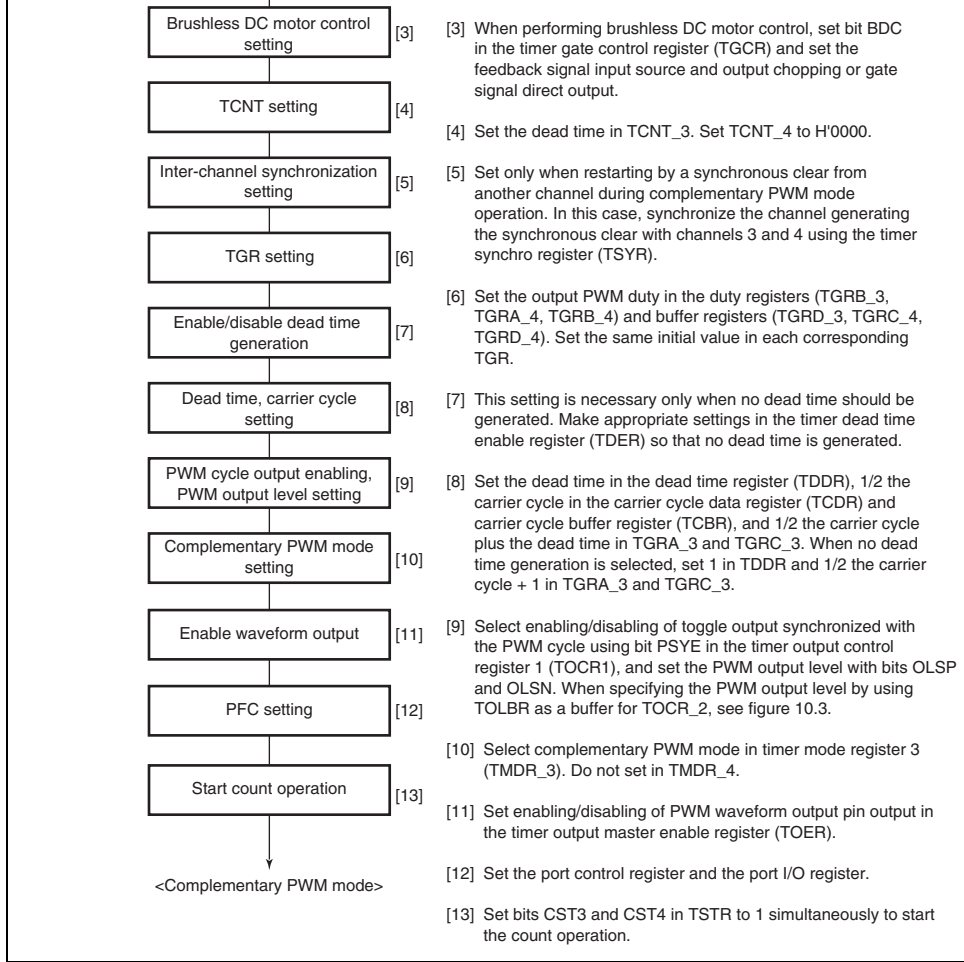 Brushless DC motor control
setting
[3]
TCNT setting
[4]
Inter-channel synchronization
setting
[5]
TGR setting
[6]
Enable/disable dead time
generation
[7]
Dead time, carrier cycle
setting
[8]
PWM cycle output enabling,
PWM output level setting
[9]
Complementary PWM mode
setting
[10]
Enable waveform output
[11]
PFC setting
[12]
Start count operation
[13]
<Complementary PWM mode>
[3] When performing brushless DC motor control, set bit BDC
in the timer gate control register (TGCR) and set the
feedback signal input source and output chopping or gate
signal direct output.
[4] Set the dead time in TCNT_3. Set TCNT_4 to H'0000.
[5] Set only when restarting by a synchronous clear from
another channel during complementary PWM mode
operation. In this case, synchronize the channel generating
the synchronous clear with channels 3 and 4 using the timer
synchro register (TSYR).
[6] Set the output PWM duty in the duty registers (TGRB_3,
TGRA_4, TGRB_4) and buffer registers (TGRD_3, TGRC_4,
TGRD_4). Set the same initial value in each corresponding
TGR.
[7] This setting is necessary only when no dead time should be
generated. Make appropriate settings in the timer dead time
enable register (TDER) so that no dead time is generated.
[8] Set the dead time in the dead time register (TDDR), 1/2 the
carrier cycle in the carrier cycle data register (TCDR) and
carrier cycle buffer register (TCBR), and 1/2 the carrier cycle
plus the dead time in TGRA_3 and TGRC_3. When no dead
time generation is selected, set 1 in TDDR and 1/2 the carrier
cycle + 1 in TGRA_3 and TGRC_3.
[9] Select enabling/disabling of toggle output synchronized with
the PWM cycle using bit PSYE in the timer output control
register 1 (TOCR1), and set the PWM output level with bits OLSP
and OLSN. When specifying the PWM output level by using
TOLBR as a buffer for TOCR_2, see figure 10.3.
[10] Select complementary PWM mode in timer mode register 3
(TMDR_3). Do not set in TMDR_4.
[11] Set enabling/disabling of PWM waveform output pin output in
the timer output master enable register (TOER).
[12] Set the port control register and the port I/O register.
[13] Set bits CST3 and CST4 in TSTR to 1 simultaneously to start
the count operation.